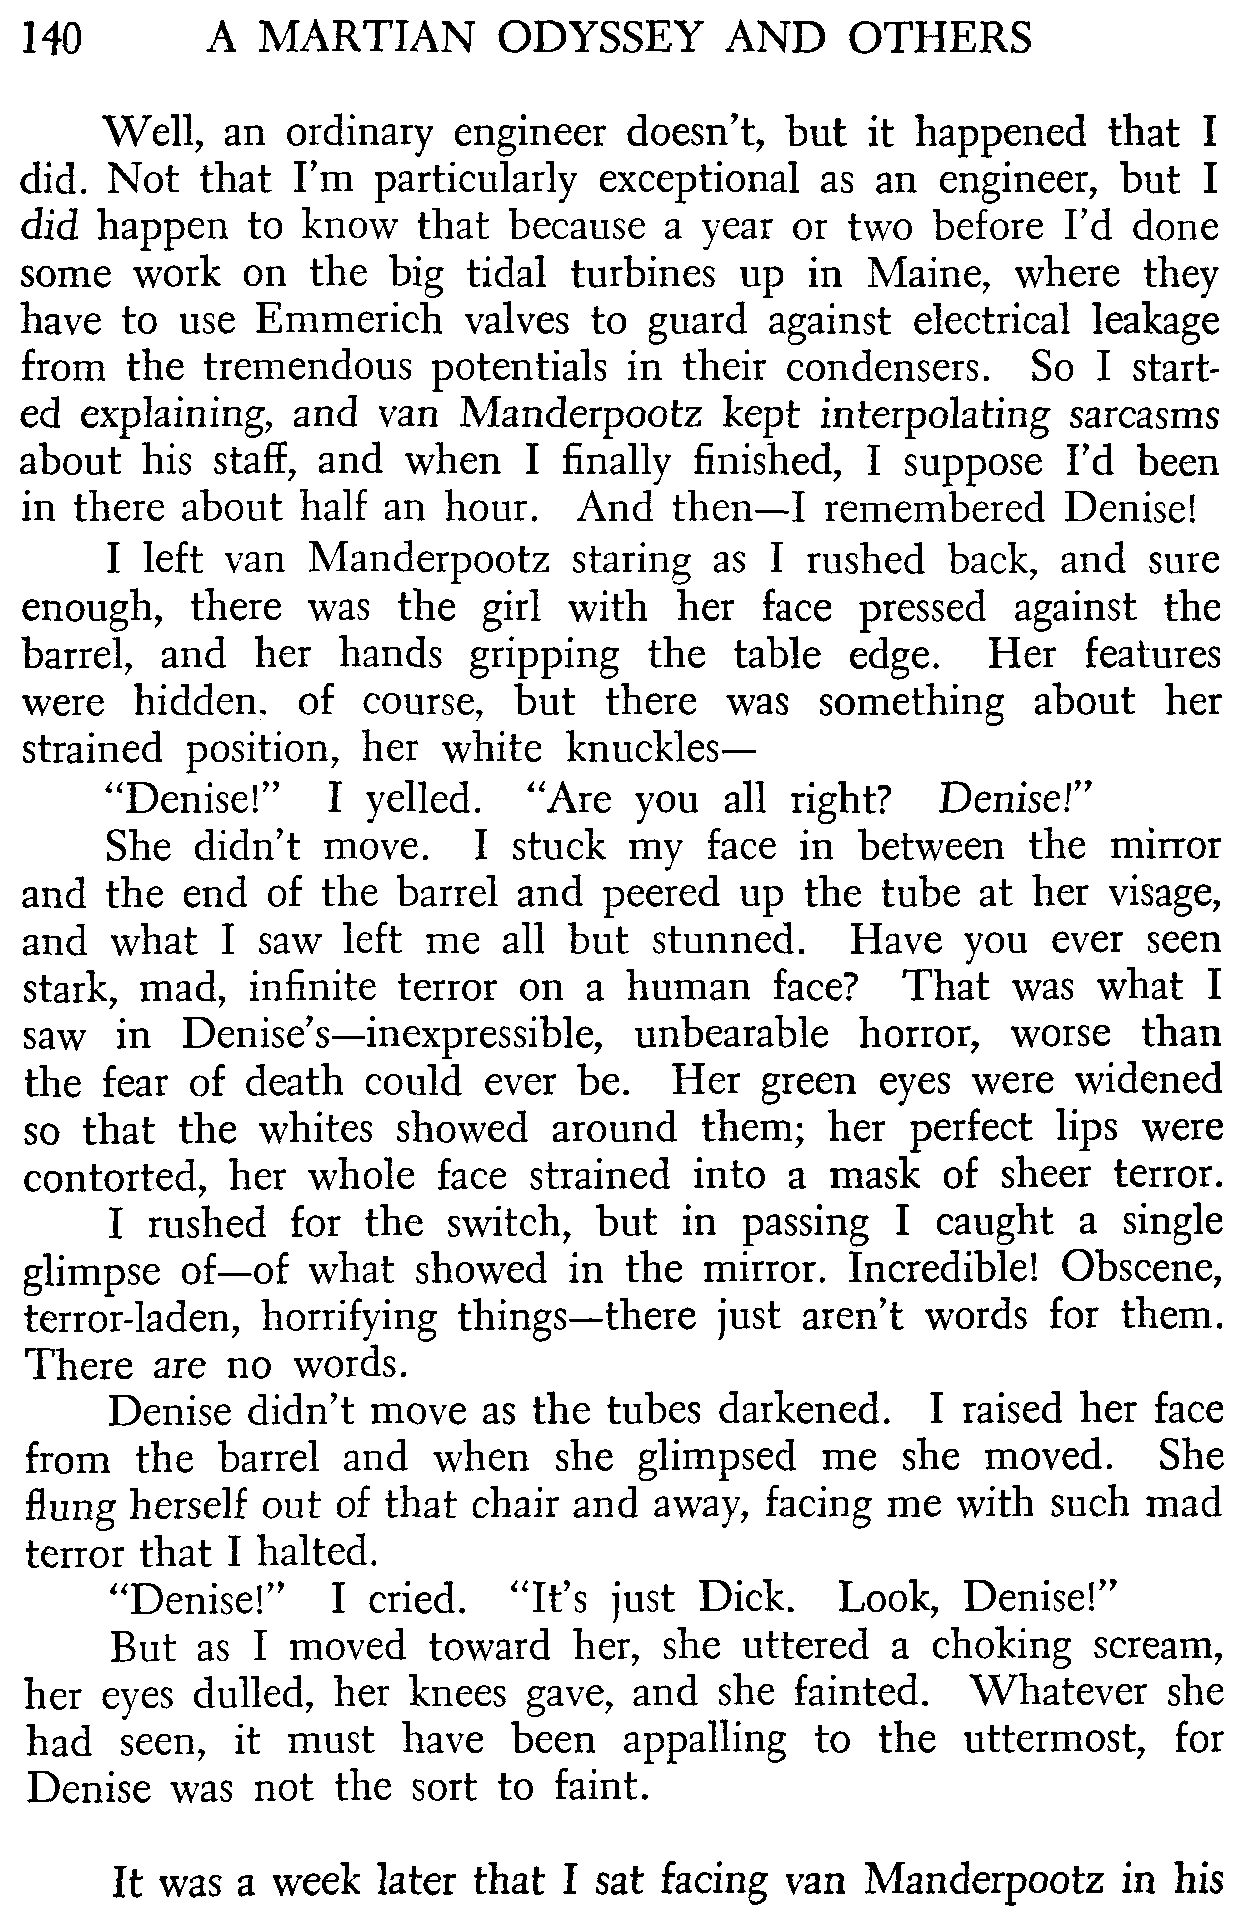 140 A MARTIAN ODYSSEY AND OTHERS
Well, an ordinary engineer doesn't, but it happened that I
did. Not that I'm particularly exceptional as an engineer, but I
did happen to know that because a year or two before I'd done
some work on the big tidal turbines up in Maine, where they
have to use Emmerich valves to guard against electrical leakage
from the tremendous potentials in their condensers. So I start-
ed explaining, and van Manderpootz kept interpolating sarcasms
about his staff, and when I finally finished, I suppose I'd been
in there about half an hour. And then—I remembered Denise!
I left van Manderpootz staring as I rushed back, and sure
enough, there was the girl with her face pressed against the
barrel, and her hands gripping the table edge. Her features
were hidden. of course, but there was something about her
strained position, her white knuckles—
"Denise!" I yelled. "Are you all right? Denise!"
She didn't move. I stuck my face in between the mirror
and the end of the barrel and peered up the tube at her visage,
and what I saw left me all but stunned. Have you ever seen
stark, mad, infinite terror on a human face? That was what I
saw in Denise's—inexpressible, unbearable horror, worse than
the fear of death could ever be. Her green eyes were widened
so that the whites showed around them; her perfect lips were
contorted, her whole face strained into a mask of sheer terror.
I rushed for the switch, but in passing I caught a single
glimpse of—of what showed in the mirror. Incredible! Obscene,
terror-laden, horrifying things—there just aren't words for them.
There are no words.
Denise didn't move as the tubes darkened. I raised her face
from the barrel and when she glimpsed me she moved. She
flung herself out of that chair and away, facing me with such mad
terror that I halted.
"Denise!" I cried. "It's just Dick. Look, Denise!"
But as I moved toward her, she uttered a choking scream,
her eyes dulled, her knees gave, and she fainted. Whatever she
had seen, it must have been appalling to the uttermost, for
Denise was not the sort to faint.
It was a week later that I sat facing van Manderpootz in his